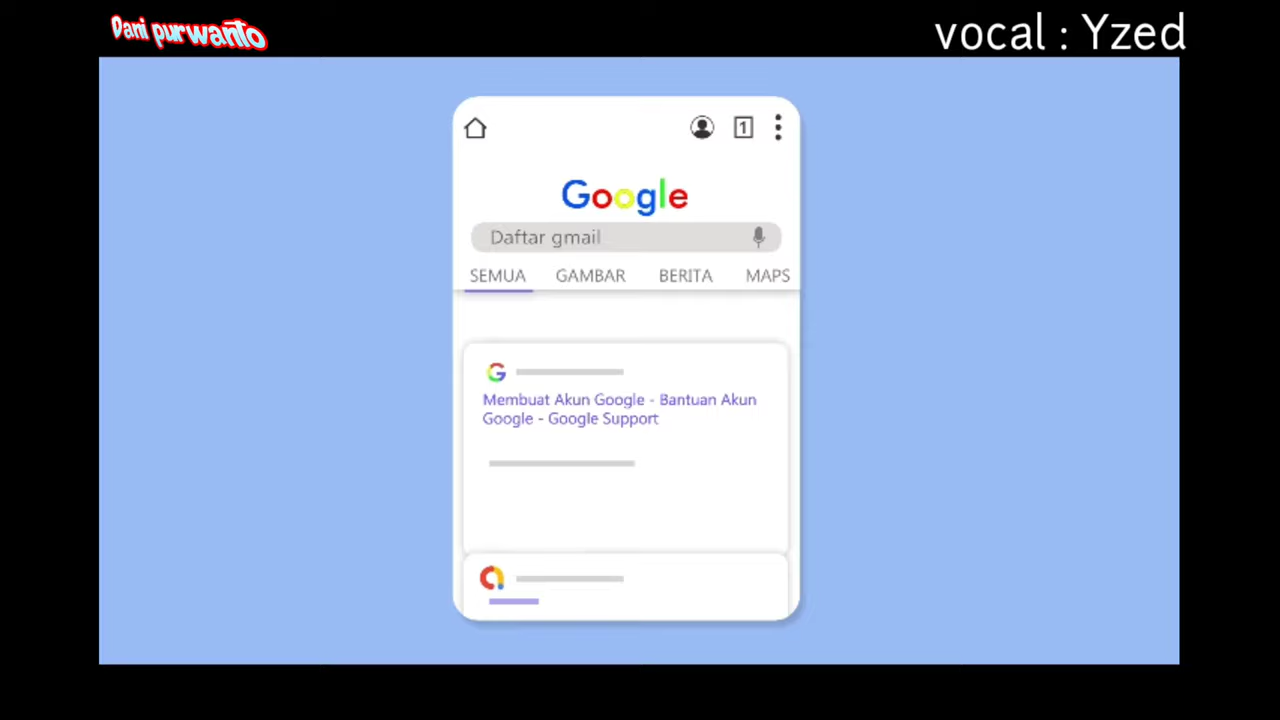 Dani purwanto
vocal : Yzed
1
Google
Daftar gmail
SEMUA GAMBAR BERITA MAPS
G
Membuat Akun Google - Bantuan Akun
Google - Google Support